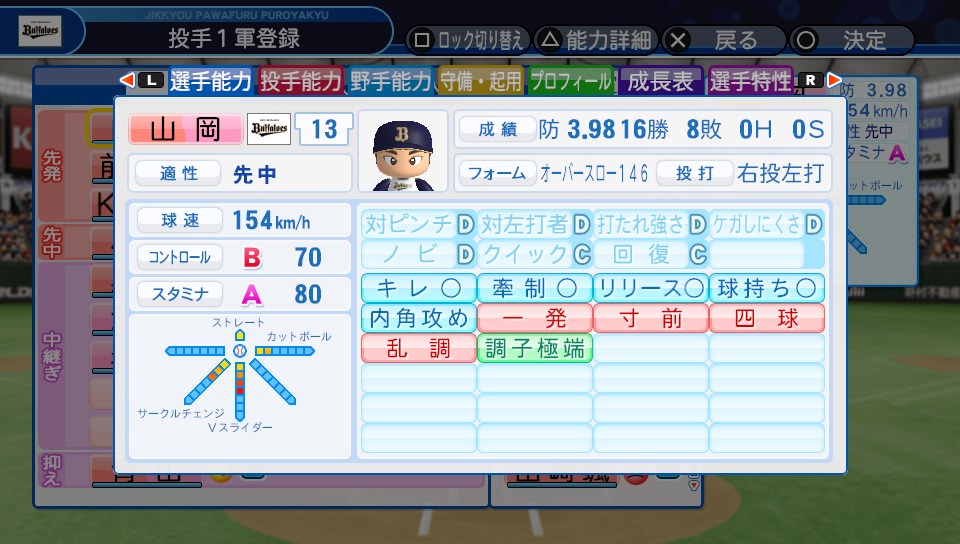 JIKKYOU PAWAFURU PUROYAKYU
Buffaloes
投手1軍登録
ロック切り替え 能力詳細 戻る 決定
L 選手能力 投手能力 野手能力 守備・起用 プロフィール 成長表 選手特性 R
防 3.98
54km/h
性 先中
タミナ A
ットボール
先発
先中
中継ぎ
抑え
山岡 Buffaloes 13
適性 先中
成績 防 3.98 16勝 8敗 0H 0S
フォーム オーバースロー146 投打 右投左打
球速 154km/h
コントロール B 70
スタミナ A 80
ストレート
カットボール
サークルチェンジ
Vスライダー
対ピンチ D 対左打者 D 打たれ強さ D ケガしにくさ D
ノビ D クイック C 回復 C
キレ○ 牽制○ リリース○ 球持ち○
内角攻め 一発 寸前 四球
乱調 調子極端